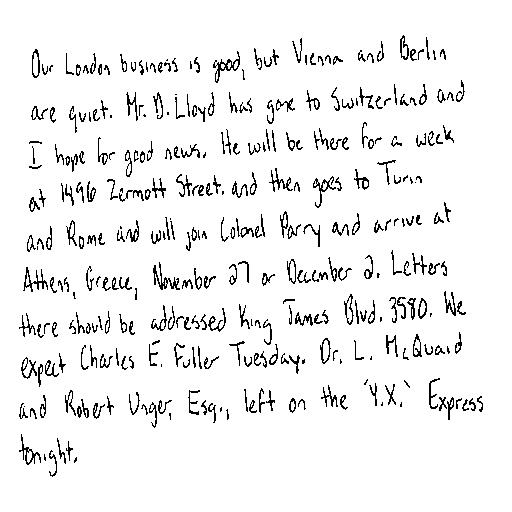 Our London business is good, but Vienna and Berlin
are quiet. Mr. D. Lloyd has gone to Switzerland and
I hope for good news. He will be there for a week
at 1496 Zermott Street. and then goes to Turin
and Rome and will join Colonel Parry and arrive at
Athens, Greece, November 27 or December 2. Letters
there should be addressed King James Blvd. 3580. We
expect Charles E. Fuller Tuesday. Dr. L. McQuaid
and Robert Unger, Esq., left on the 'Y.X.' Express
tonight.